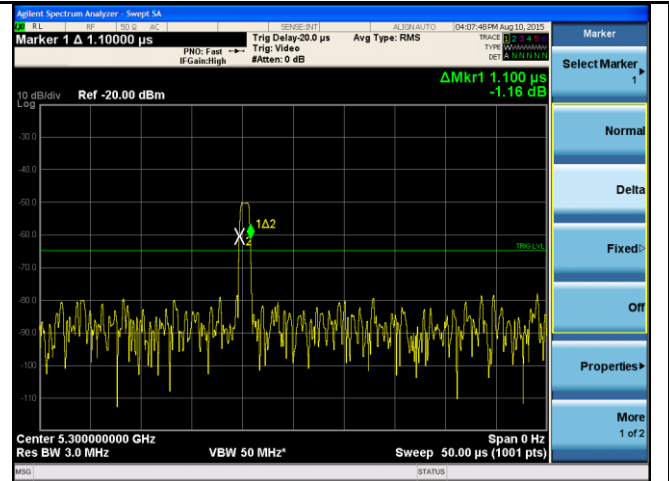 Agilent Spectrum Analyzer - Swept SA
RL RF 50 Ω AC SENSE:INT ALIGN AUTO 04:07:48 PM Aug 10, 2015
Marker 1 Δ 1.10000 µs
PNO: Fast
IFGain:High
Trig Delay-20.0 µs
Trig: Video
#Atten: 0 dB
Avg Type: RMS
TRACE 1 2 3 4 5 6
TYPE
DET A N N N N N
ΔMkr1 1.100 µs
-1.16 dB
10 dB/div Ref -20.00 dBm
Log
-30.0
-40.0
-50.0
-60.0
-70.0
-80.0
-90.0
-100
-110
1Δ2
2
TRIG LVL
Center 5.300000000 GHz Span 0 Hz
Res BW 3.0 MHz VBW 50 MHz* Sweep 50.00 µs (1001 pts)
MSG STATUS
Marker
Select Marker
1
Normal
Delta
Fixed
Off
Properties
More
1 of 2